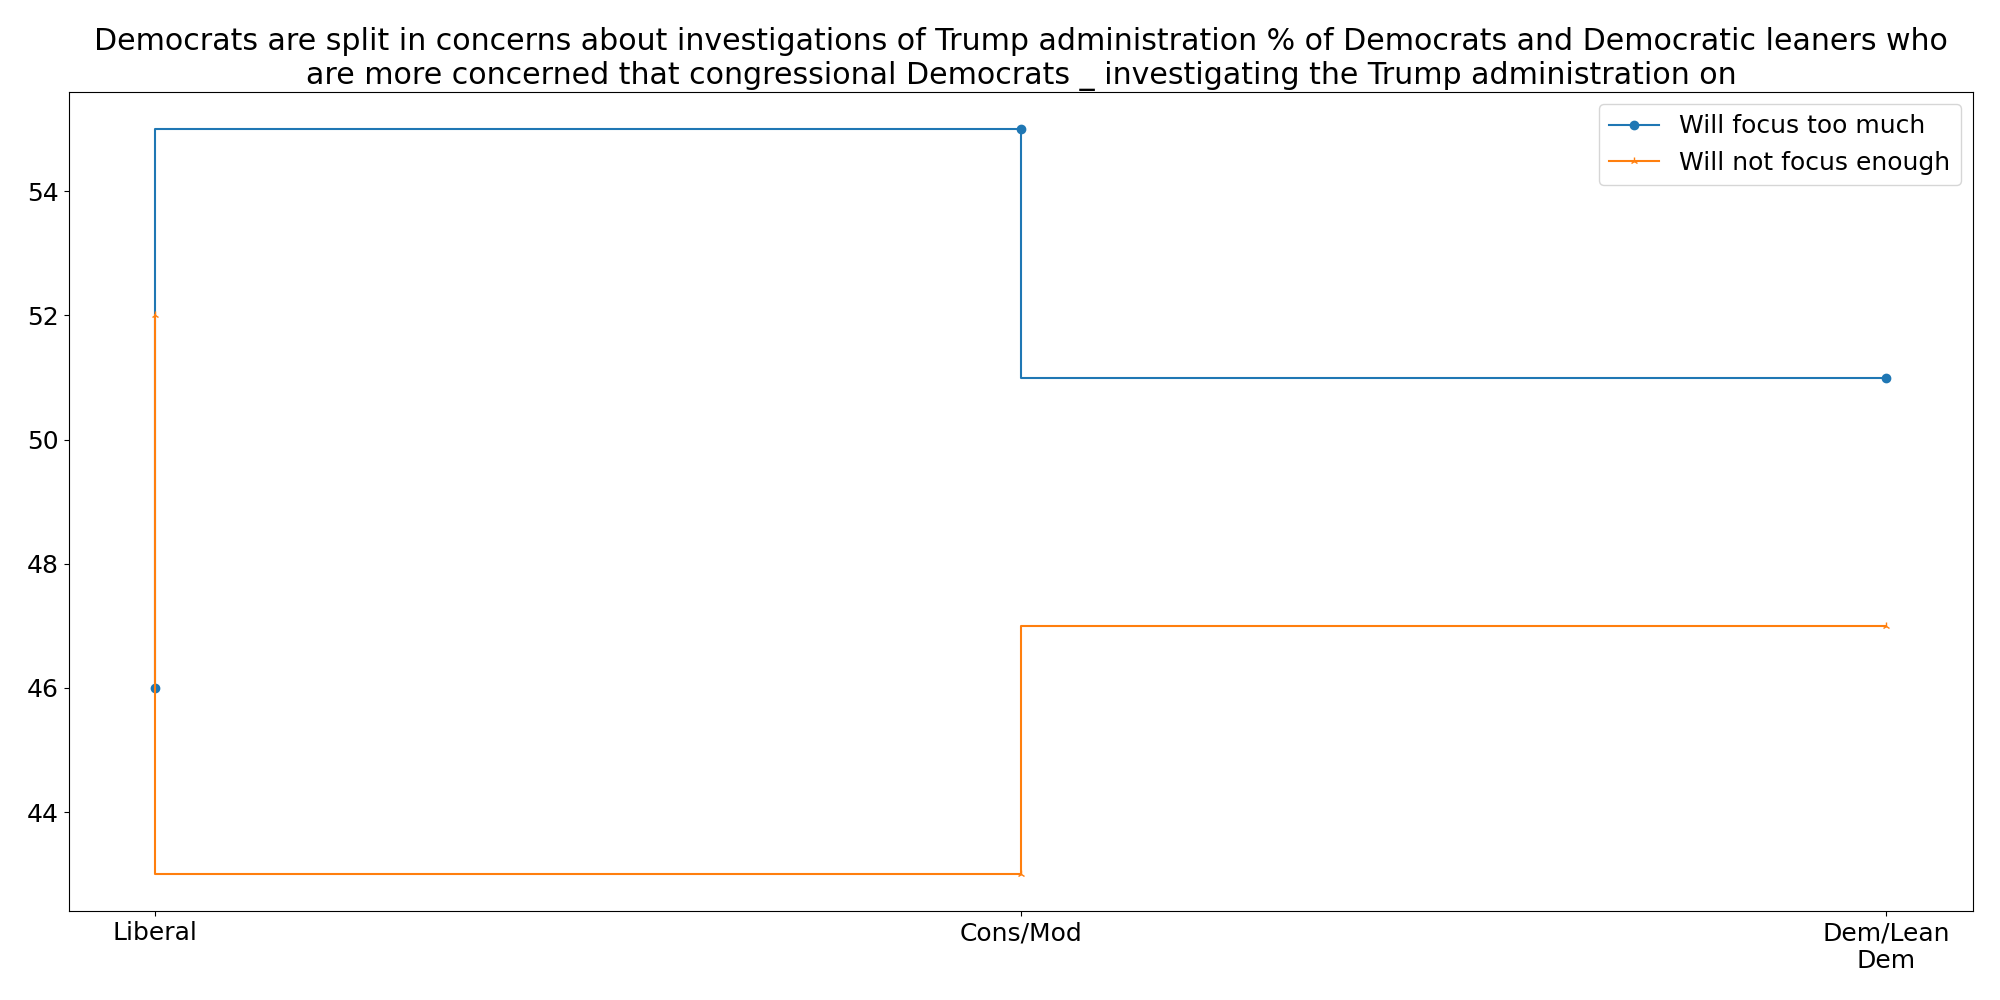 Democrats are split in concerns about investigations of Trump administration % of Democrats and Democratic leaners who
are more concerned that congressional Democrats _ investigating the Trump administration on
Will focus too much
Will not focus enough
54
52
50
48
46
44
Liberal
Cons/Mod
Dem/Lean
Dem